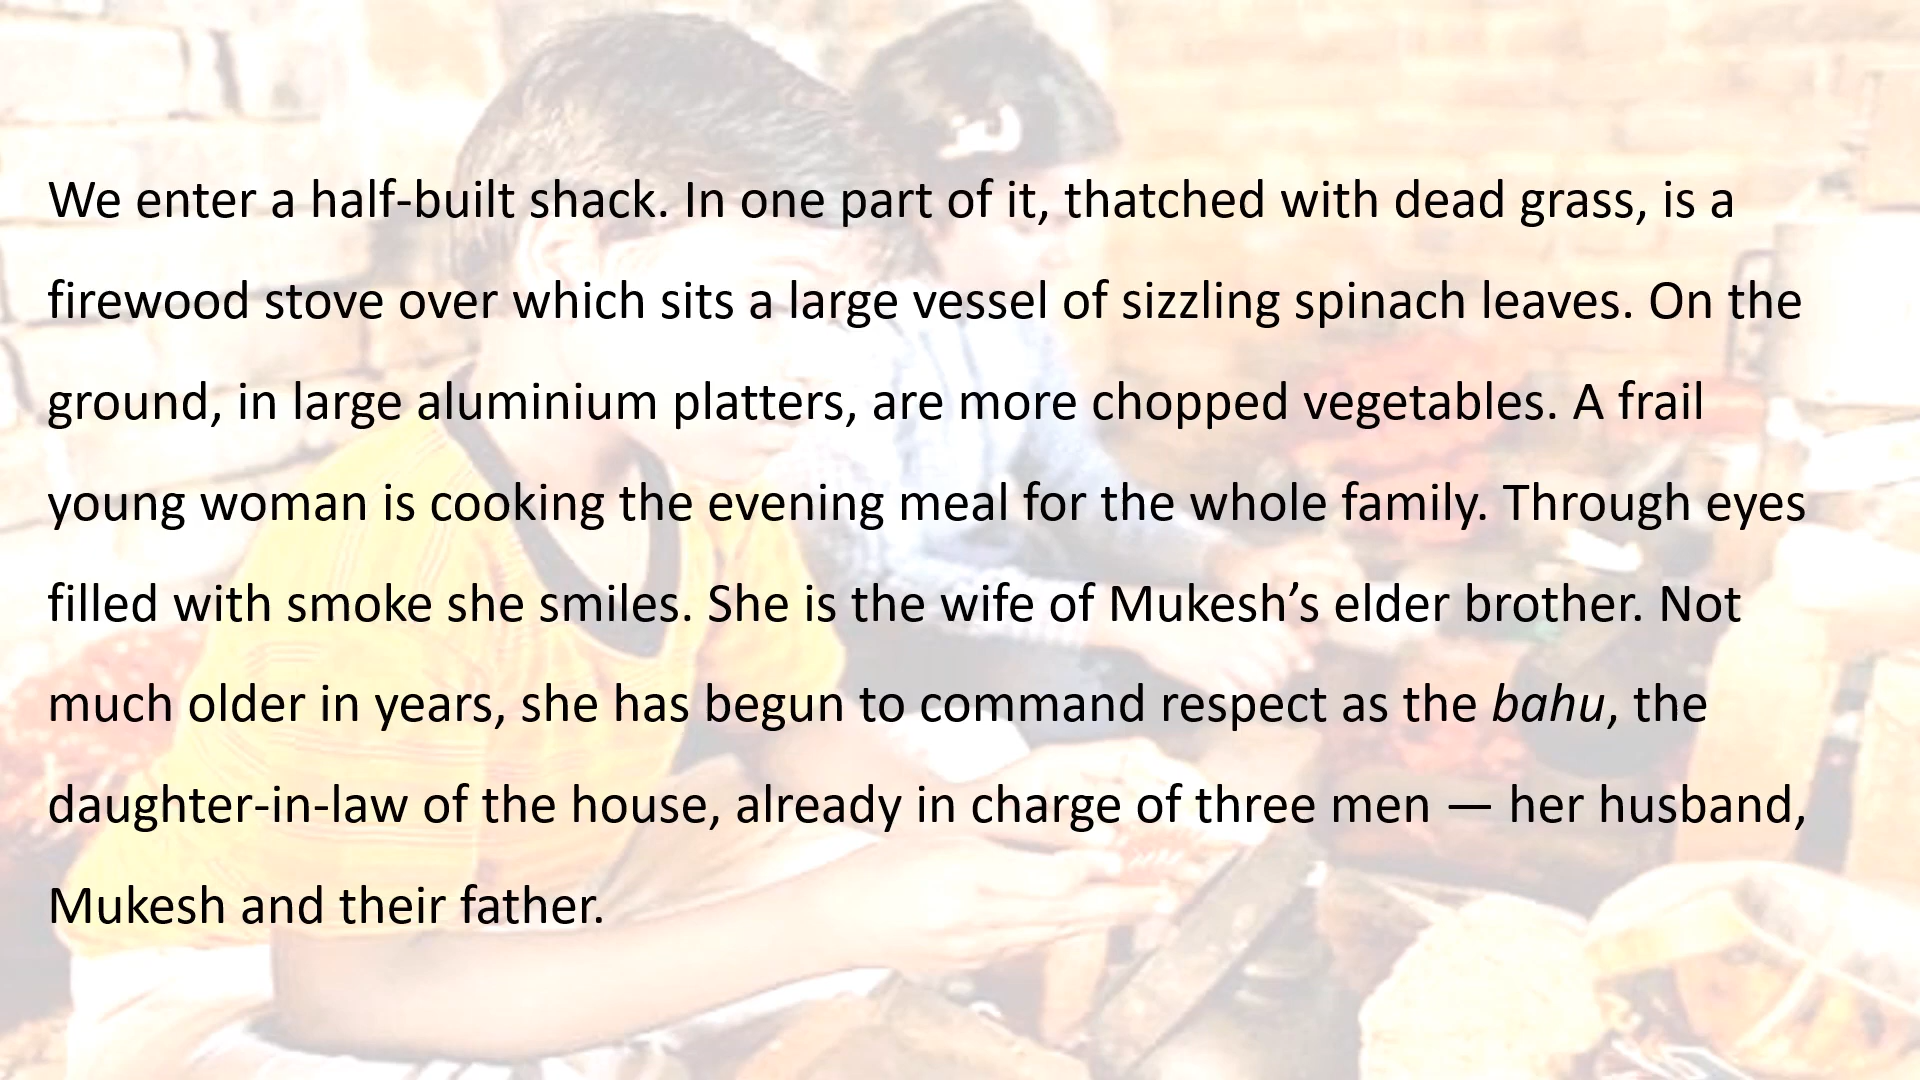 We enter a half-built shack. In one part of it, thatched with dead grass, is a
firewood stove over which sits a large vessel of sizzling spinach leaves. On the
ground, in large aluminium platters, are more chopped vegetables. A frail
young woman is cooking the evening meal for the whole family. Through eyes
filled with smoke she smiles. She is the wife of Mukesh’s elder brother. Not
much older in years, she has begun to command respect as the bahu, the
daughter-in-law of the house, already in charge of three men — her husband,
Mukesh and their father.